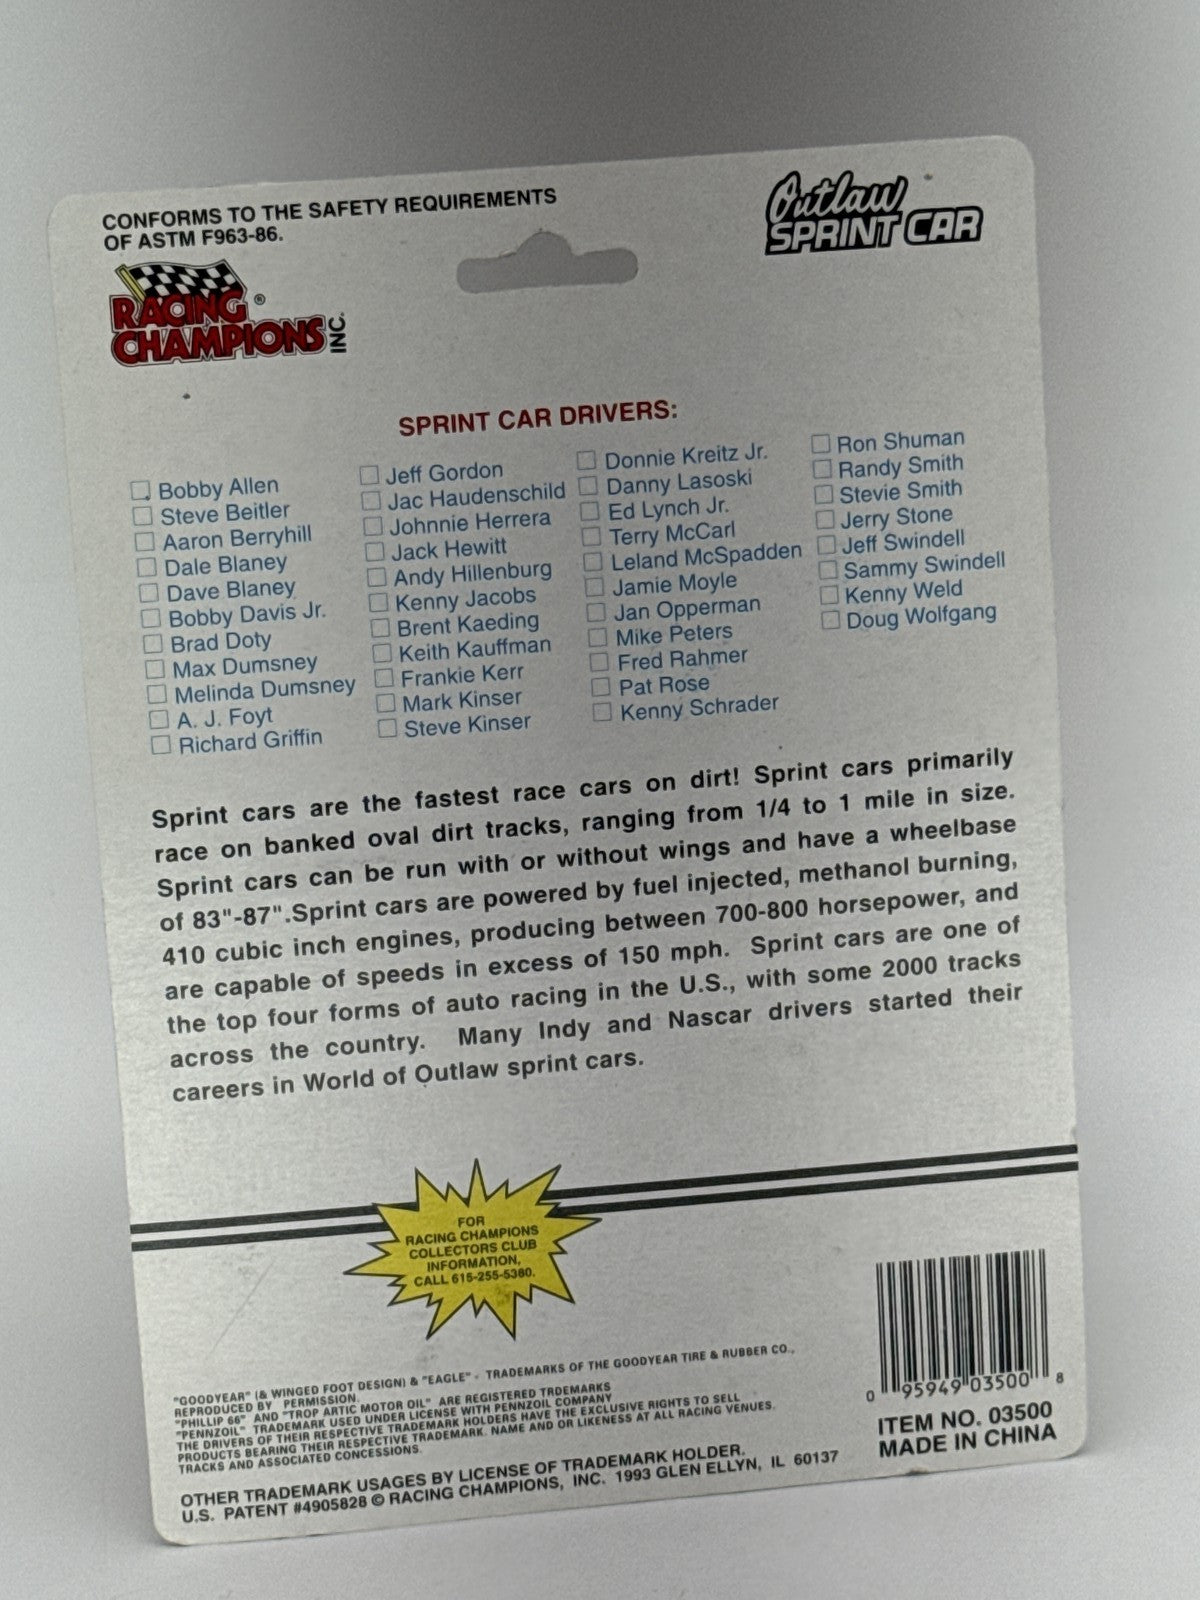 CONFORMS TO THE SAFETY REQUIREMENTS
OF ASTM F963-86.
Outlaw
SPRINT CAR
RACING ®
CHAMPIONS INC.
SPRINT CAR DRIVERS:
Bobby Allen
Steve Beitler
Aaron Berryhill
Dale Blaney
Dave Blaney
Bobby Davis Jr.
Brad Doty
Max Dumsney
Melinda Dumsney
A. J. Foyt
Richard Griffin
Jeff Gordon
Jac Haudenschild
Johnnie Herrera
Jack Hewitt
Andy Hillenburg
Kenny Jacobs
Brent Kaeding
Keith Kauffman
Frankie Kerr
Mark Kinser
Steve Kinser
Donnie Kreitz Jr.
Danny Lasoski
Ed Lynch Jr.
Terry McCarl
Leland McSpadden
Jamie Moyle
Jan Opperman
Mike Peters
Fred Rahmer
Pat Rose
Kenny Schrader
Ron Shuman
Randy Smith
Stevie Smith
Jerry Stone
Jeff Swindell
Sammy Swindell
Kenny Weld
Doug Wolfgang
Sprint cars are the fastest race cars on dirt! Sprint cars primarily
race on banked oval dirt tracks, ranging from 1/4 to 1 mile in size.
Sprint cars can be run with or without wings and have a wheelbase
of 83"-87".Sprint cars are powered by fuel injected, methanol burning,
410 cubic inch engines, producing between 700-800 horsepower, and
are capable of speeds in excess of 150 mph. Sprint cars are one of
the top four forms of auto racing in the U.S., with some 2000 tracks
across the country. Many Indy and Nascar drivers started their
careers in World of Outlaw sprint cars.
FOR
RACING CHAMPIONS
COLLECTORS CLUB
INFORMATION,
CALL 615-255-5380.
"GOODYEAR" (& WINGED FOOT DESIGN) & "EAGLE" - TRADEMARKS OF THE GOODYEAR TIRE & RUBBER CO.,
REPRODUCED BY PERMISSION.
"PHILLIP 66" AND "TROP ARTIC MOTOR OIL" ARE REGISTERED TRDEMARKS
"PENNZOIL" TRADEMARK USED UNDER LICENSE WITH PENNZOIL COMPANY
THE DRIVERS OF THEIR RESPECTIVE TRADEMARK HOLDERS HAVE THE EXCLUSIVE RIGHTS TO SELL
PRODUCTS BEARING THEIR RESPECTIVE TRADEMARK. NAME AND OR LIKENESS AT ALL RACING VENUES.
TRACKS AND ASSOCIATED CONCESSIONS.
OTHER TRADEMARK USAGES BY LICENSE OF TRADEMARK HOLDER.
U.S. PATENT #4905828 © RACING CHAMPIONS, INC. 1993 GLEN ELLYN, IL 60137
0 95949 03500 8
ITEM NO. 03500
MADE IN CHINA